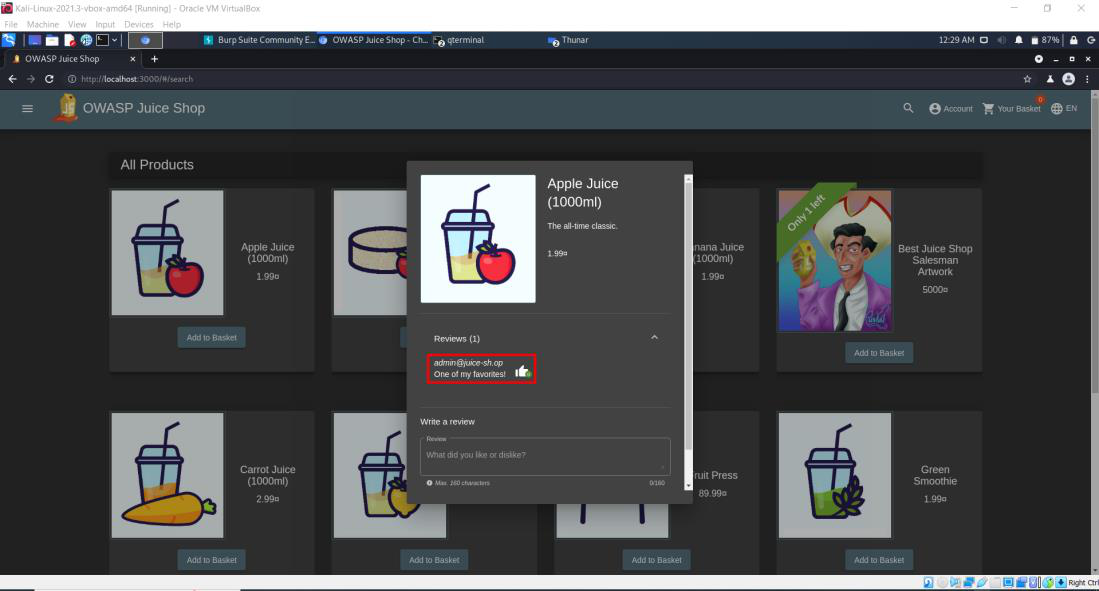 Kali-Linux-2021.3-vbox-amd64 [Running] - Oracle VM VirtualBox
File Machine View Input Devices Help
Burp Suite Community E... OWASP Juice Shop - Ch... qterminal Thunar 12:29 AM 87%
OWASP Juice Shop
http://localhost:3000/#/search
OWASP Juice Shop Account Your Basket 0 EN
All Products
Apple Juice
(1000ml)
1.99¤
Add to Basket
Apple Juice
(1000ml)
The all-time classic.
1.99¤
Reviews (1)
admin@juice-sh.op
One of my favorites!
Write a review
Review
What did you like or dislike?
Max. 160 characters 0/160
nana Juice
(1000ml)
1.99¤
Only 1 left
Best Juice Shop
Salesman
Artwork
5000¤
Add to Basket
Carrot Juice
(1000ml)
2.99¤
Add to Basket
Add to Basket
ruit Press
89.99¤
Add to Basket
Green
Smoothie
1.99¤
Add to Basket
Right Ctrl